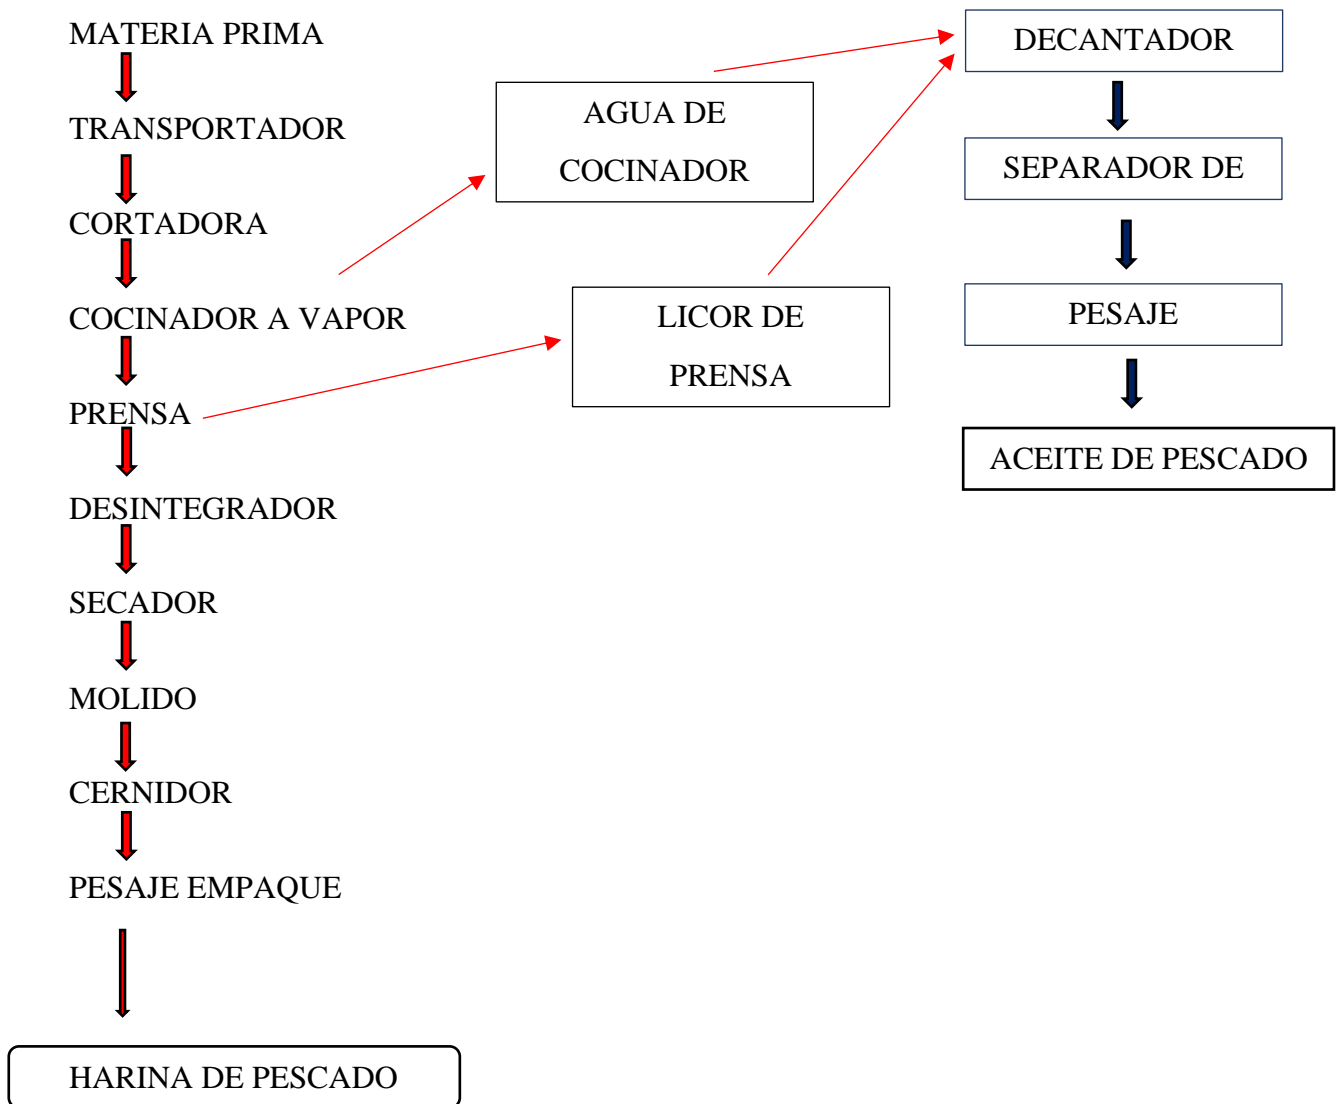 MATERIA PRIMA
TRANSPORTADOR
CORTADORA
COCINADOR A VAPOR
PRENSA
DESINTEGRADOR
SECADOR
MOLIDO
CERNIDOR
PESAJE EMPAQUE
HARINA DE PESCADO
AGUA DE
COCINADOR
LICOR DE
PRENSA
DECANTADOR
SEPARADOR DE
PESAJE
ACEITE DE PESCADO